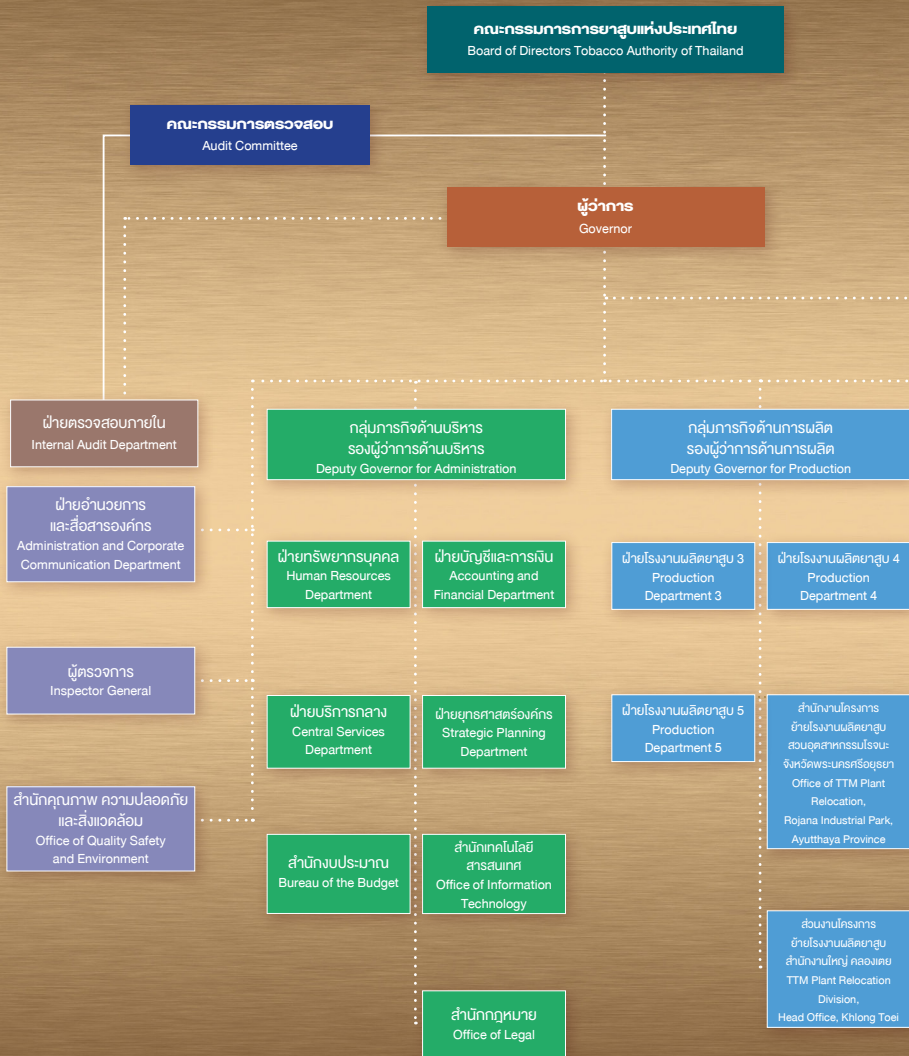 คณะกรรมการการยาสูบแห่งประเทศไทย
Board of Directors Tobacco Authority of Thailand
คณะกรรมการตรวจสอบ
Audit Committee
ผู้ว่าการ
Governor
ฝ่ายตรวจสอบภายใน
Internal Audit Department
ฝ่ายอำนวยการ
และสื่อสารองค์กร
Administration and Corporate
Communication Department
ผู้ตรวจการ
Inspector General
สำนักคุณภาพ ความปลอดภัย
และสิ่งแวดล้อม
Office of Quality Safety
and Environment
กลุ่มภารกิจด้านบริหาร
รองผู้ว่าการด้านบริหาร
Deputy Governor for Administration
ฝ่ายทรัพยากรบุคคล
Human Resources
Department
ฝ่ายบัญชีและการเงิน
Accounting and
Financial Department
ฝ่ายบริการกลาง
Central Services
Department
ฝ่ายยุทธศาสตร์องค์กร
Strategic Planning
Department
สำนักงบประมาณ
Bureau of the Budget
สำนักเทคโนโลยี
สารสนเทศ
Office of Information
Technology
สำนักกฎหมาย
Office of Legal
กลุ่มภารกิจด้านการผลิต
รองผู้ว่าการด้านการผลิต
Deputy Governor for Production
ฝ่ายโรงงานผลิตยาสูบ 3
Production
Department 3
ฝ่ายโรงงานผลิตยาสูบ 4
Production
Department 4
ฝ่ายโรงงานผลิตยาสูบ 5
Production
Department 5
สำนักงานโครงการ
ย้ายโรงงานผลิตยาสูบ
สวนอุตสาหกรรมโรจนะ
จังหวัดพระนครศรีอยุธยา
Office of TTM Plant
Relocation,
Rojana Industrial Park,
Ayutthaya Province
ส่วนงานโครงการ
ย้ายโรงงานผลิตยาสูบ
สำนักงานใหญ่ คลองเตย
TTM Plant Relocation
Division,
Head Office, Khlong Toei